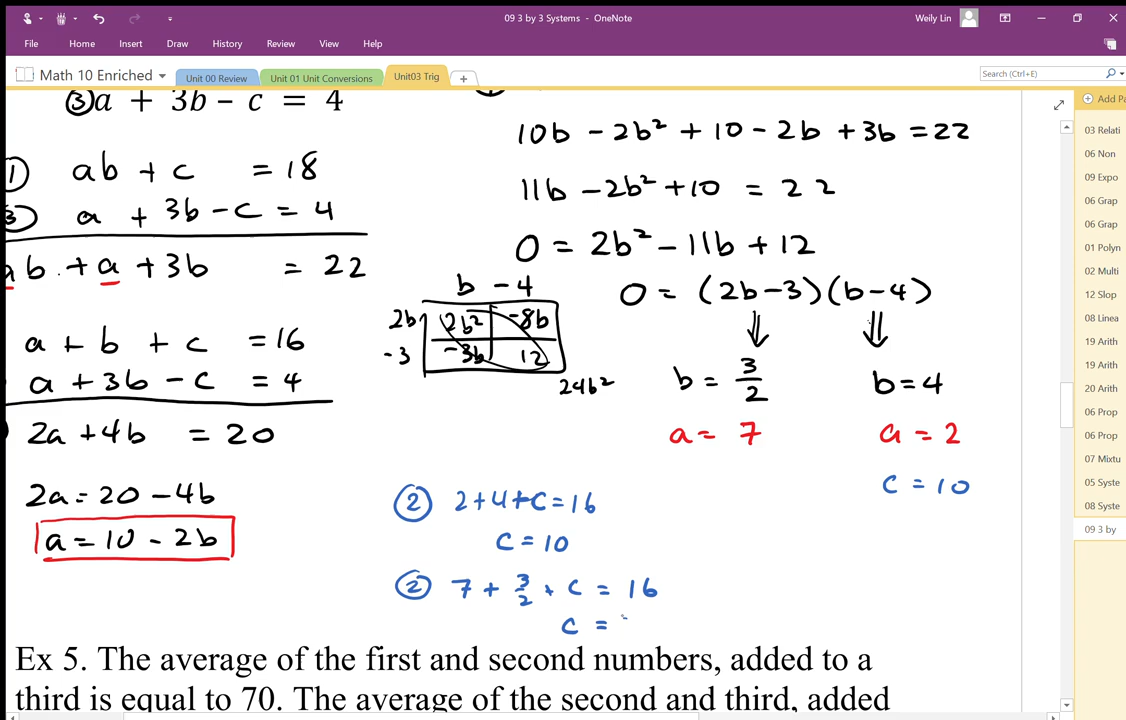 09 3 by 3 Systems - OneNote
Weily Lin
File Home Insert Draw History Review View Help
Math 10 Enriched
Unit 00 Review
Unit 01 Unit Conversions
Unit03 Trig
Search (Ctrl+E)
③a + 3b − c = 4
① ab + c = 18
③ a + 3b − c = 4
ab + a + 3b = 22
a + b + c = 16
a + 3b − c = 4
2a + 4b = 20
2a = 20 − 4b
a = 10 − 2b
10b − 2b² + 10 − 2b + 3b = 22
11b − 2b² + 10 = 22
0 = 2b² − 11b + 12
0 = (2b − 3)(b − 4)
b −4
2b 2b² −8b
−3 −3b 12
24b²
b = 3/2
b = 4
a = 7
a = 2
c = 10
② 2 + 4 + c = 16
c = 10
② 7 + 3/2 + c = 16
c =
Ex 5. The average of the first and second numbers, added to a
third is equal to 70. The average of the second and third, added
Add Pa
03 Relati
06 Non
09 Expo
06 Grap
06 Grap
01 Polyn
02 Multi
12 Slop
08 Linea
19 Arith
19 Arith
20 Arith
06 Prop
06 Prop
07 Mixtu
05 Syste
08 Syste
09 3 by